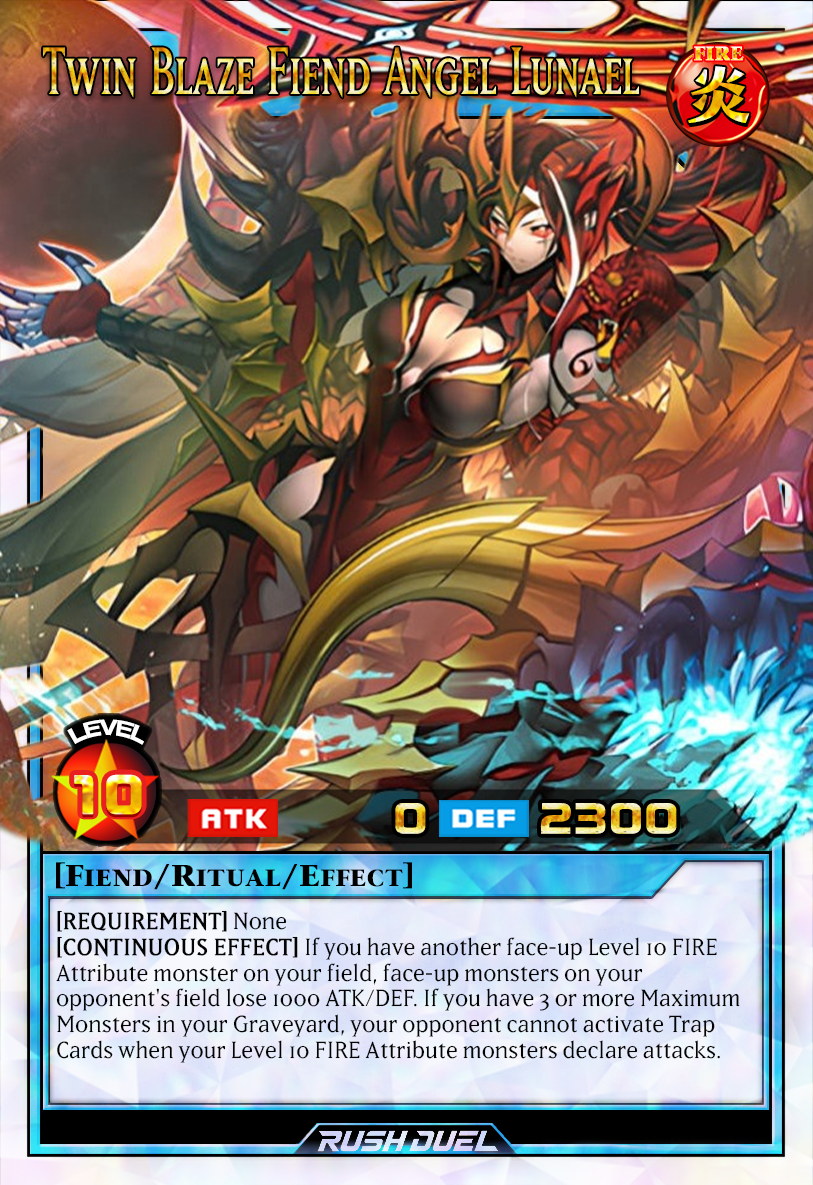 Twin Blaze Fiend Angel Lunael
FIRE
炎
LEVEL
10
ATK 0 DEF 2300
[Fiend/Ritual/Effect]
[REQUIREMENT] None
[CONTINUOUS EFFECT] If you have another face-up Level 10 FIRE
Attribute monster on your field, face-up monsters on your
opponent's field lose 1000 ATK/DEF. If you have 3 or more Maximum
Monsters in your Graveyard, your opponent cannot activate Trap
Cards when your Level 10 FIRE Attribute monsters declare attacks.
RUSH DUEL